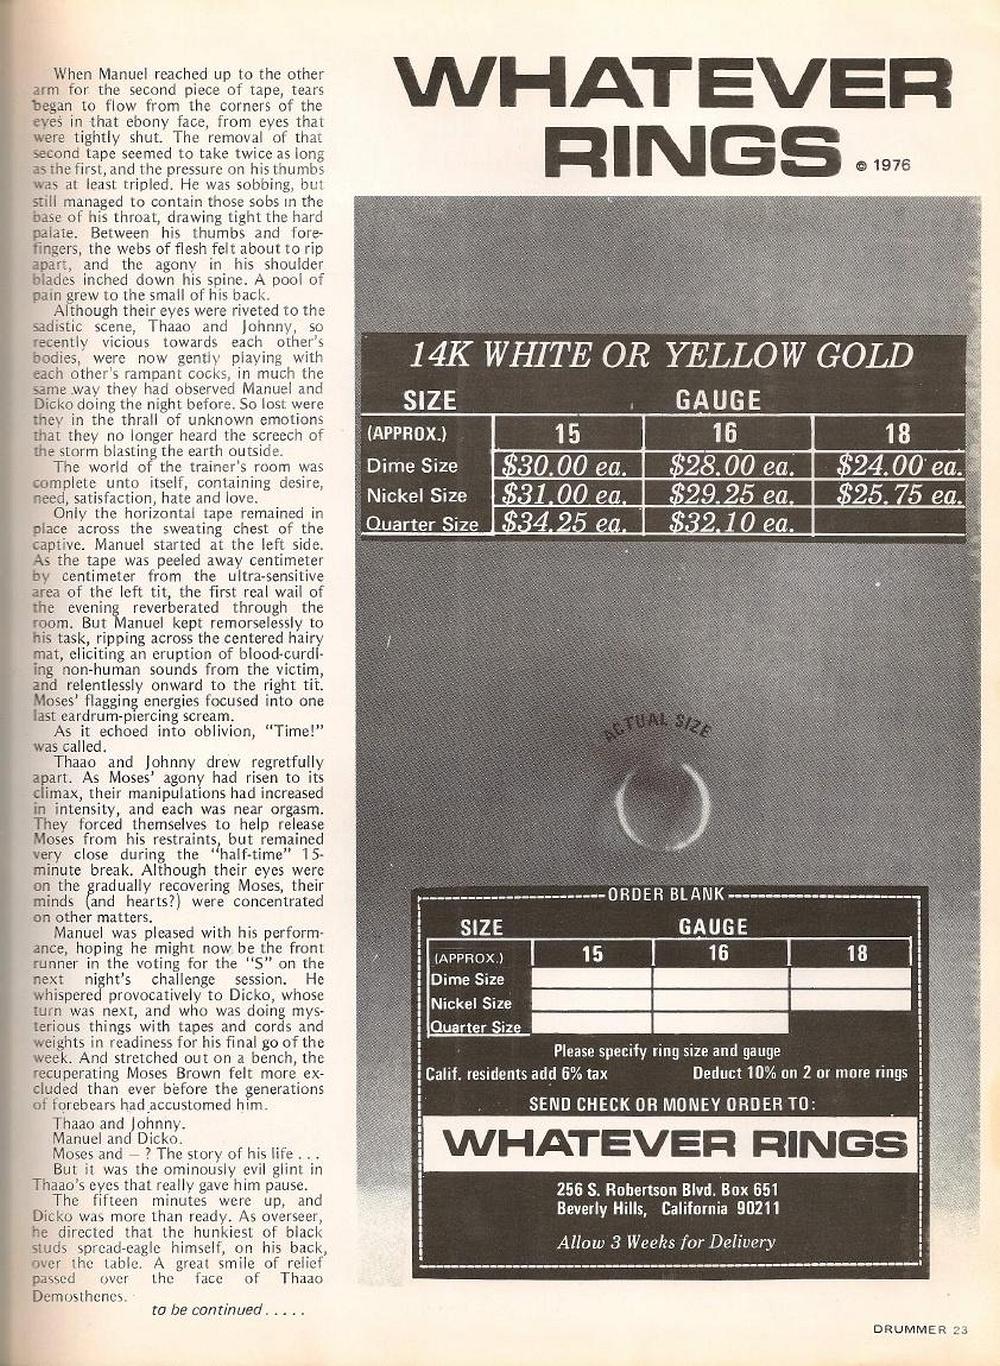 When Manuel reached up to the other
arm for the second piece of tape, tears
began to flow from the corners of the
eyes in that ebony face, from eyes that
were tightly shut. The removal of that
second tape seemed to take twice as long
as the first, and the pressure on his thumbs
was at least tripled. He was sobbing, but
still managed to contain those sobs in the
base of his throat, drawing tight the hard
palate. Between his thumbs and fore-
fingers, the webs of flesh felt about to rip
apart, and the agony in his shoulder
blades inched down his spine. A pool of
pain grew to the small of his back.
Although their eyes were riveted to the
sadistic scene, Thaao and Johnny, so
recently vicious towards each other's
bodies, were now gently playing with
each other's rampant cocks, in much the
same way they had observed Manuel and
Dicko doing the night before. So lost were
they in the thrall of unknown emotions
that they no longer heard the screech of
the storm blasting the earth outside.
The world of the trainer's room was
complete unto itself, containing desire,
need, satisfaction, hate and love.
Only the horizontal tape remained in
place across the sweating chest of the
captive. Manuel started at the left side.
As the tape was peeled away centimeter
by centimeter from the ultra-sensitive
area of the left tit, the first real wail of
the evening reverberated through the
room. But Manuel kept remorselessly to
his task, ripping across the centered hairy
mat, eliciting an eruption of blood-curdl-
ing non-human sounds from the victim,
and relentlessly onward to the right tit.
Moses' flagging energies focused into one
last eardrum-piercing scream.
As it echoed into oblivion, "Time!"
was called.
Thaao and Johnny drew regretfully
apart. As Moses' agony had risen to its
climax, their manipulations had increased
in intensity, and each was near orgasm.
They forced themselves to help release
Moses from his restraints, but remained
very close during the "half-time" 15-
minute break. Although their eyes were
on the gradually recovering Moses, their
minds (and hearts?) were concentrated
on other matters.
Manuel was pleased with his perform-
ance, hoping he might now be the front
runner in the voting for the "S" on the
next night's challenge session. He
whispered provocatively to Dicko, whose
turn was next, and who was doing mys-
terious things with tapes and cords and
weights in readiness for his final go of the
week. And stretched out on a bench, the
recuperating Moses Brown felt more ex-
cluded than ever before the generations
of forebears had accustomed him.
Thaao and Johnny.
Manuel and Dicko.
Moses and — ? The story of his life . . .
But it was the ominously evil glint in
Thaao's eyes that really gave him pause.
The fifteen minutes were up, and
Dicko was more than ready. As overseer,
he directed that the hunkiest of black
studs spread-eagle himself, on his back,
over the table. A great smile of relief
passed over the face of Thaao
Demosthenes.
to be continued . . . . .
WHATEVER
RINGS © 1976
14K WHITE OR YELLOW GOLD
SIZE GAUGE
(APPROX.) 15 16 18
Dime Size $30.00 ea. $28.00 ea. $24.00 ea.
Nickel Size $31.00 ea. $29.25 ea. $25.75 ea.
Quarter Size $34.25 ea. $32.10 ea.
ACTUAL SIZE
ORDER BLANK
SIZE GAUGE
(APPROX.) 15 16 18
Dime Size
Nickel Size
Quarter Size
Please specify ring size and gauge
Calif. residents add 6% tax Deduct 10% on 2 or more rings
SEND CHECK OR MONEY ORDER TO:
WHATEVER RINGS
256 S. Robertson Blvd. Box 651
Beverly Hills, California 90211
Allow 3 Weeks for Delivery
DRUMMER 23